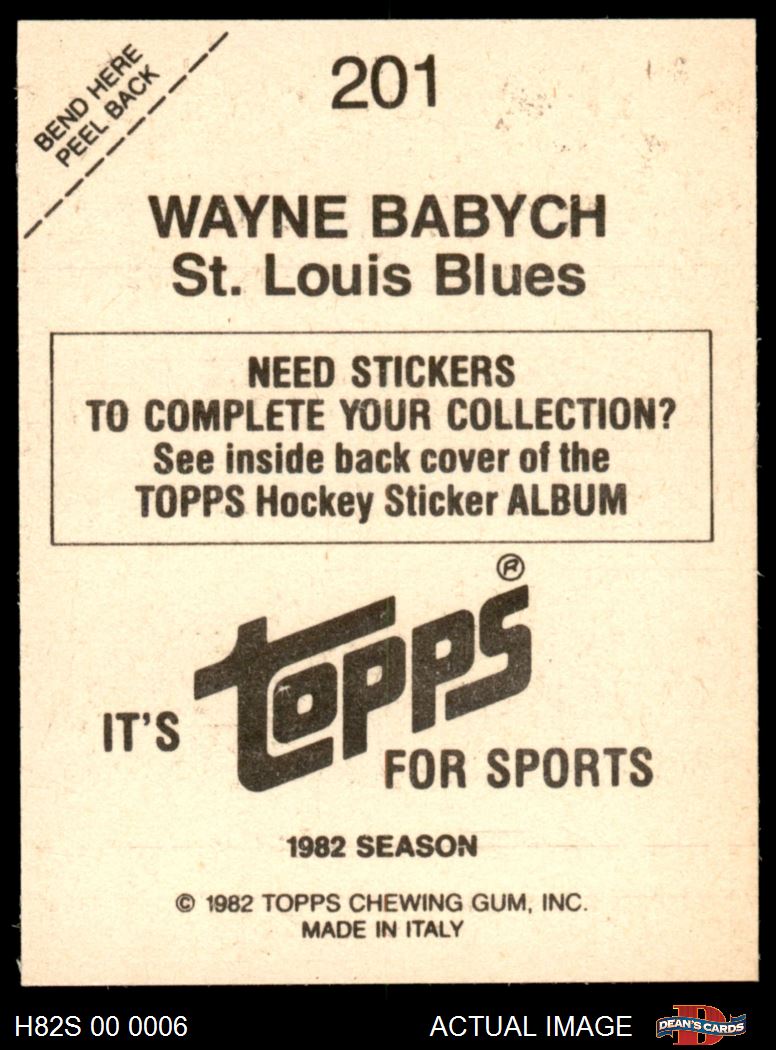 BEND HERE
PEEL BACK
201
WAYNE BABYCH
St. Louis Blues
NEED STICKERS
TO COMPLETE YOUR COLLECTION?
See inside back cover of the
TOPPS Hockey Sticker ALBUM
IT'S topps ®
FOR SPORTS
1982 SEASON
© 1982 TOPPS CHEWING GUM, INC.
MADE IN ITALY
H82S 00 0006
ACTUAL IMAGE
D
DEAN'S CARDS